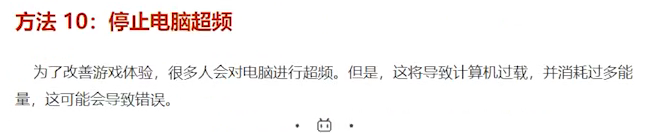 方法 10：停止电脑超频
为了改善游戏体验，很多人会对电脑进行超频。但是，这将导致计算机过载，并消耗过多能
量，这可能会导致错误。